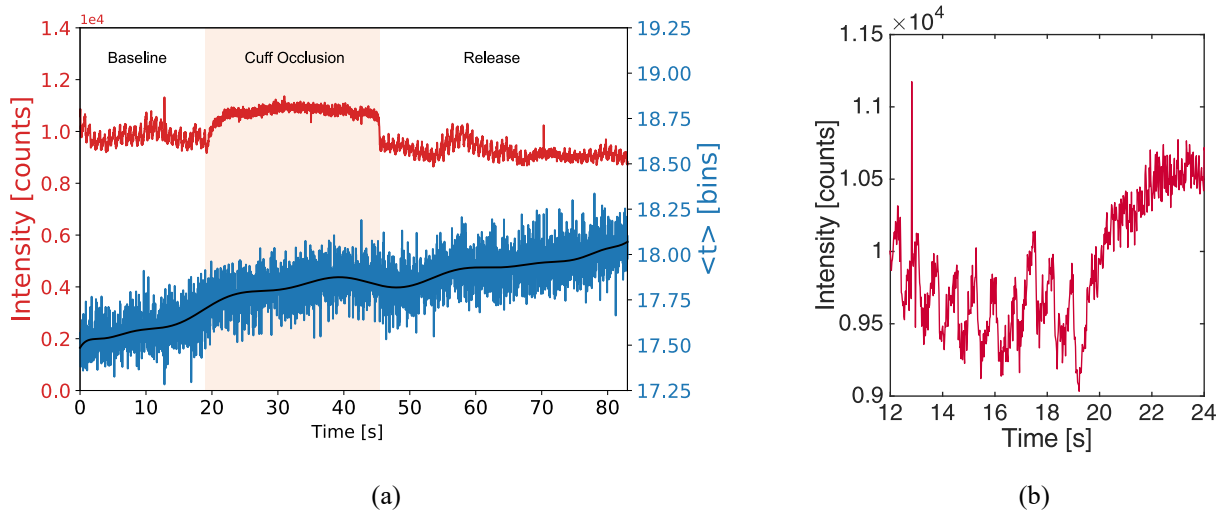 1e4
1.4
1.2
1.0
0.8
0.6
0.4
0.2
0.0
Intensity [counts]
Baseline
Cuff Occlusion
Release
19.25
19.00
18.75
18.50
18.25
18.00
17.75
17.50
17.25
<t> [bins]
0 10 20 30 40 50 60 70 80
Time [s]
(a)
×10⁴
1.15
1.1
1.05
1
0.95
0.9
Intensity [counts]
12 14 16 18 20 22 24
Time [s]
(b)